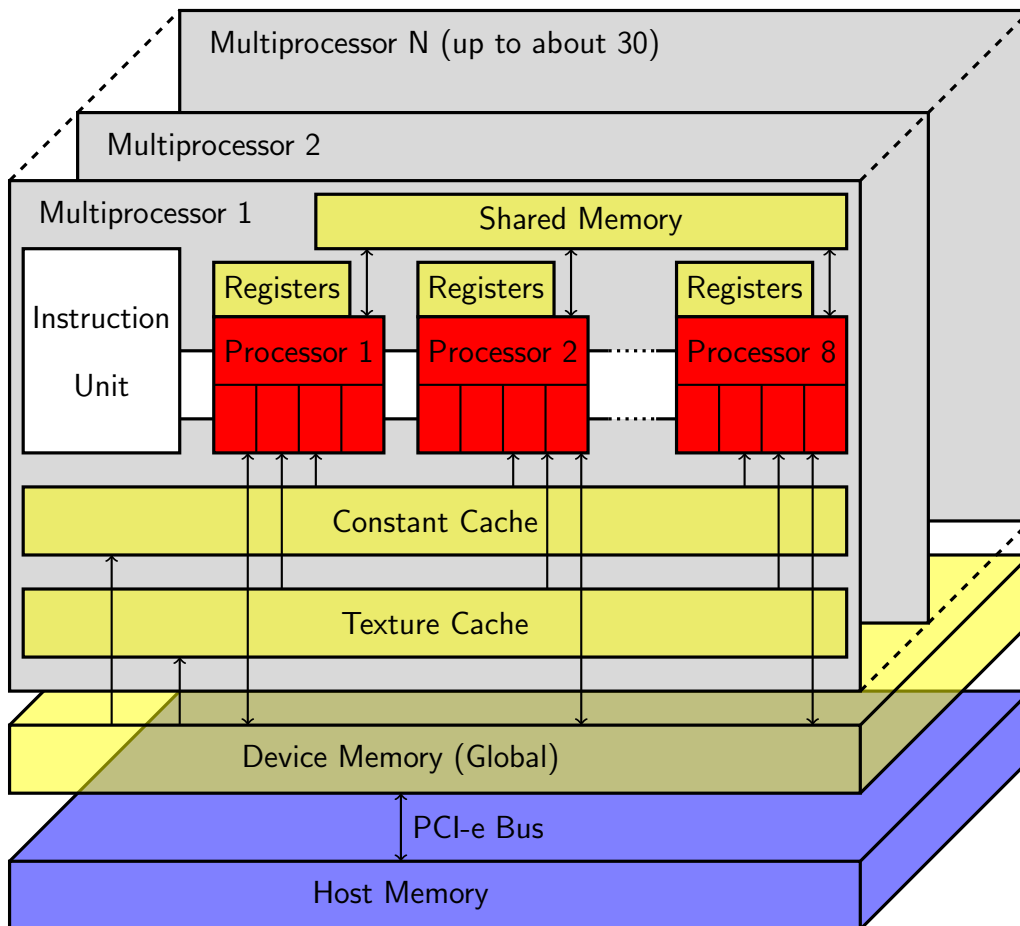 Multiprocessor N (up to about 30)
Multiprocessor 2
Multiprocessor 1
Shared Memory
Instruction
Unit
Registers
Registers
Registers
Processor 1
Processor 2
Processor 8
Constant Cache
Texture Cache
Device Memory (Global)
PCI-e Bus
Host Memory